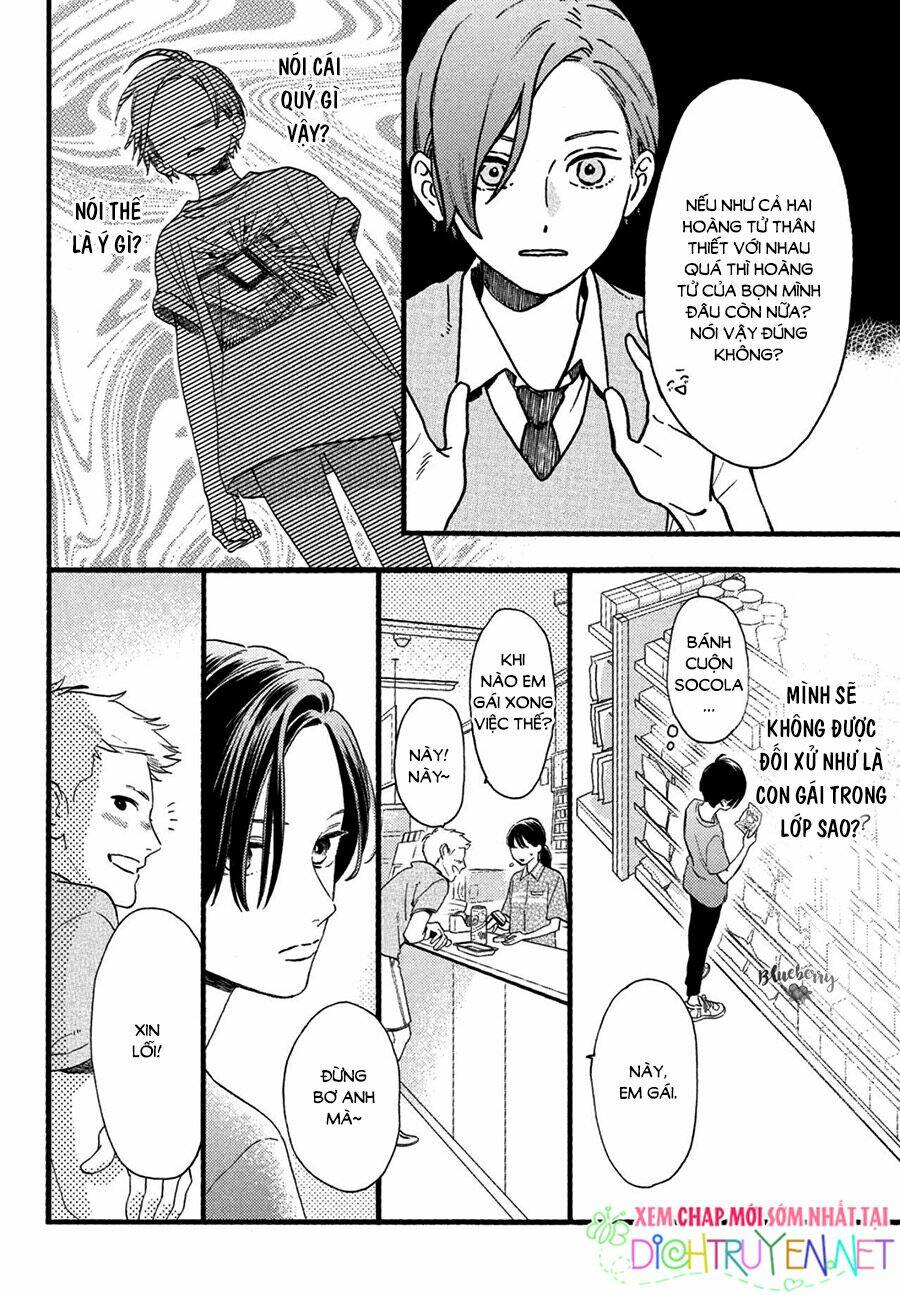 NẾU NHƯ CẢ HAI
HOÀNG TỬ THÂN
THIẾT VỚI NHAU
QUÁ THÌ HOÀNG
TỬ CỦA BỌN MÌNH
ĐÂU CÒN NỮA?
NÓI VẬY ĐÚNG
KHÔNG?
NÓI CÁI
QUỶ GÌ
VẬY?
NÓI THẾ
LÀ Ý GÌ?
BÁNH
CUỘN
SOCOLA
...
MÌNH SẼ
KHÔNG ĐƯỢC
ĐỐI XỬ NHƯ LÀ
CON GÁI TRONG
LỚP SAO?
NÀY,
EM GÁI.
KHI
NÀO EM
GÁI XONG
VIỆC THẾ?
NÀY!
NÀY~
ĐỪNG
BƠ ANH
MÀ~
XIN
LỖI!
Blueberry
XEM CHAP MỚI SỚM NHẤT TẠI
DICHTRUYEN.NET